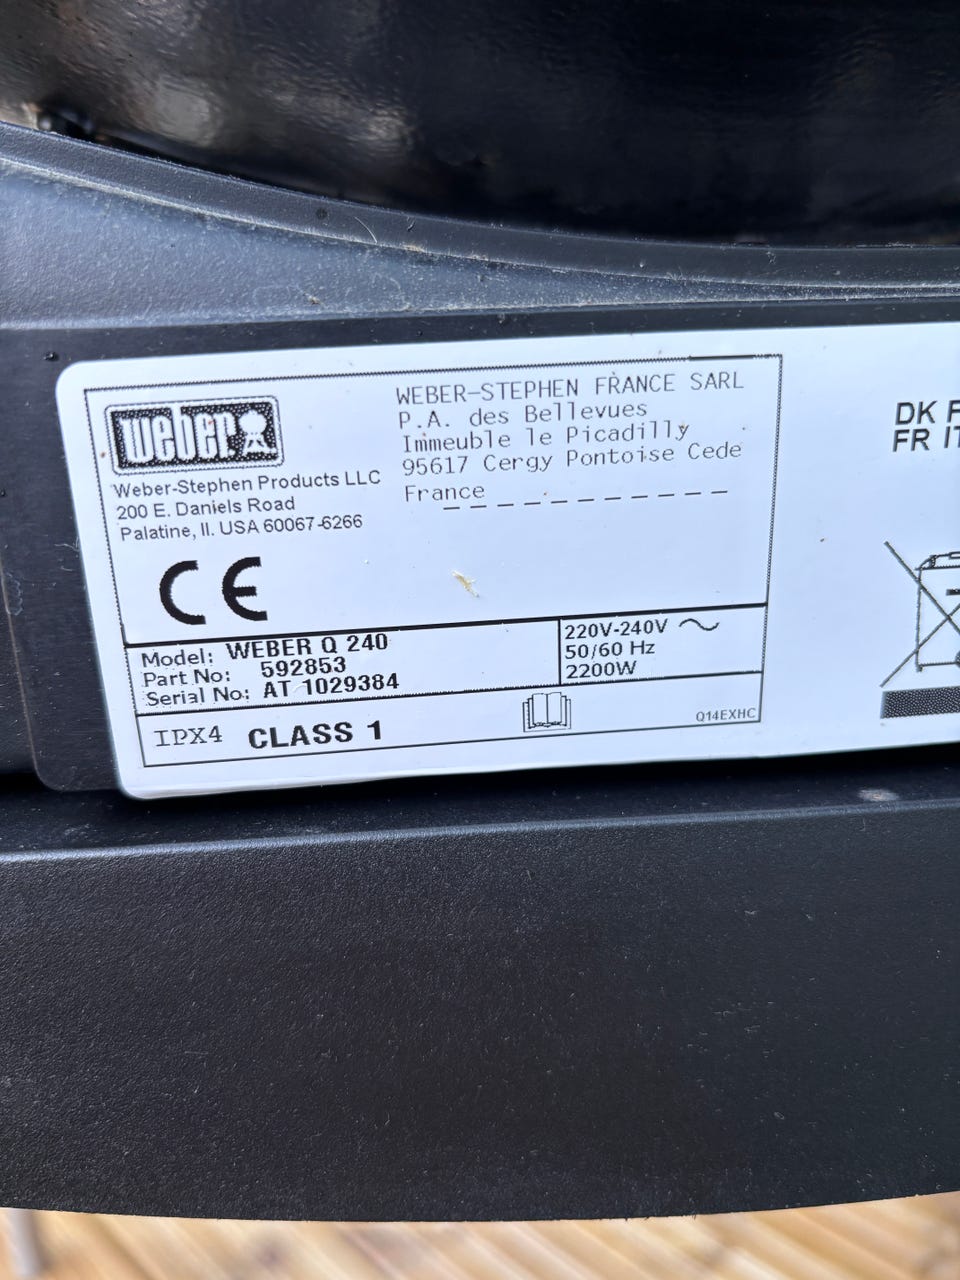 weber
Weber-Stephen Products LLC
200 E. Daniels Road
Palatine, Il. USA 60067-6266
WEBER-STEPHEN FRANCE SARL
P.A. des Bellevues
Immeuble le Picadilly
95617 Cergy Pontoise Cede
France
CE
Model: WEBER Q 240
Part No: 592853
Serial No: AT 1029384
220V-240V ~
50/60 Hz
2200W
IPX4 CLASS 1
Q14EXHC
DK F
FR IT